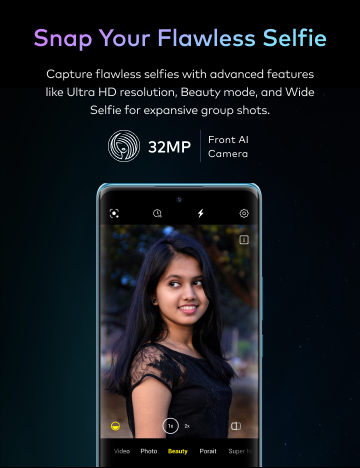 Snap Your Flawless Selfie
Capture flawless selfies with advanced features
like Ultra HD resolution, Beauty mode, and Wide
Selfie for expansive group shots.
32MP
Front AI
Camera
1x 2x
Video Photo Beauty Porait Super